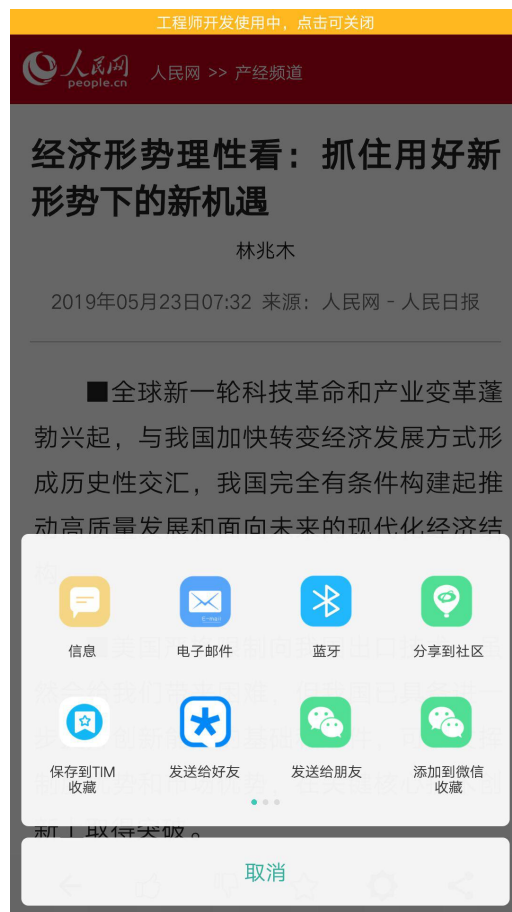 工程师开发使用中，点击可关闭
人民网
people.cn
人民网 >> 产经频道
经济形势理性看：抓住用好新
形势下的新机遇
林兆木
2019年05月23日07:32 来源：人民网－人民日报
■全球新一轮科技革命和产业变革蓬
勃兴起，与我国加快转变经济发展方式形
成历史性交汇，我国完全有条件构建起推
动高质量发展和面向未来的现代化经济结
信息
电子邮件
蓝牙
分享到社区
E-mail
保存到TIM
收藏
发送给好友
发送给朋友
添加到微信
收藏
新上取得突破。
取消